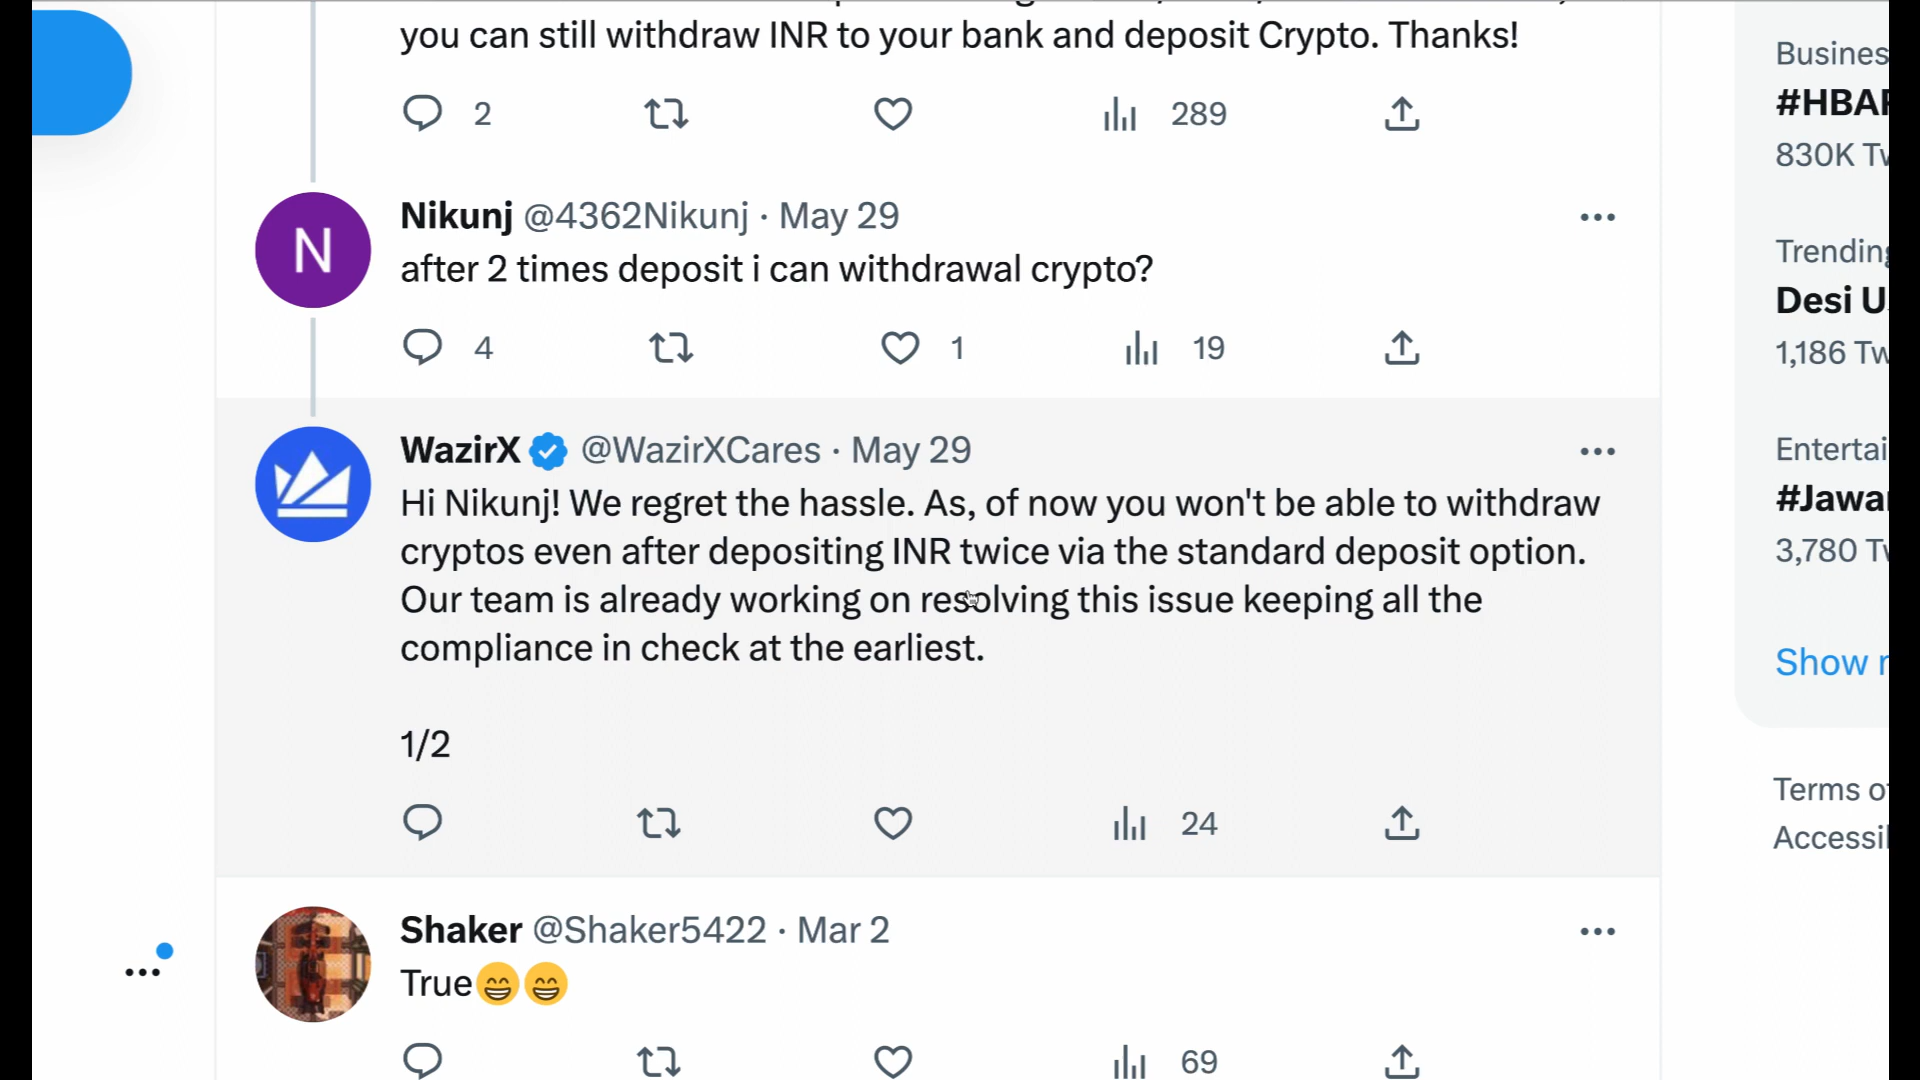 you can still withdraw INR to your bank and deposit Crypto. Thanks!
2 289
N
Nikunj @4362Nikunj · May 29
after 2 times deposit i can withdrawal crypto?
4 1 19
WazirX @WazirXCares · May 29
Hi Nikunj! We regret the hassle. As, of now you won't be able to withdraw
cryptos even after depositing INR twice via the standard deposit option.
Our team is already working on resolving this issue keeping all the
compliance in check at the earliest.
1/2
24
Shaker @Shaker5422 · Mar 2
True😁😁
69
Busines
#HBA
830K Tw
Trending
Desi U
1,186 Tw
Entertai
#Jawa
3,780 Tw
Show
Terms of
Accessi